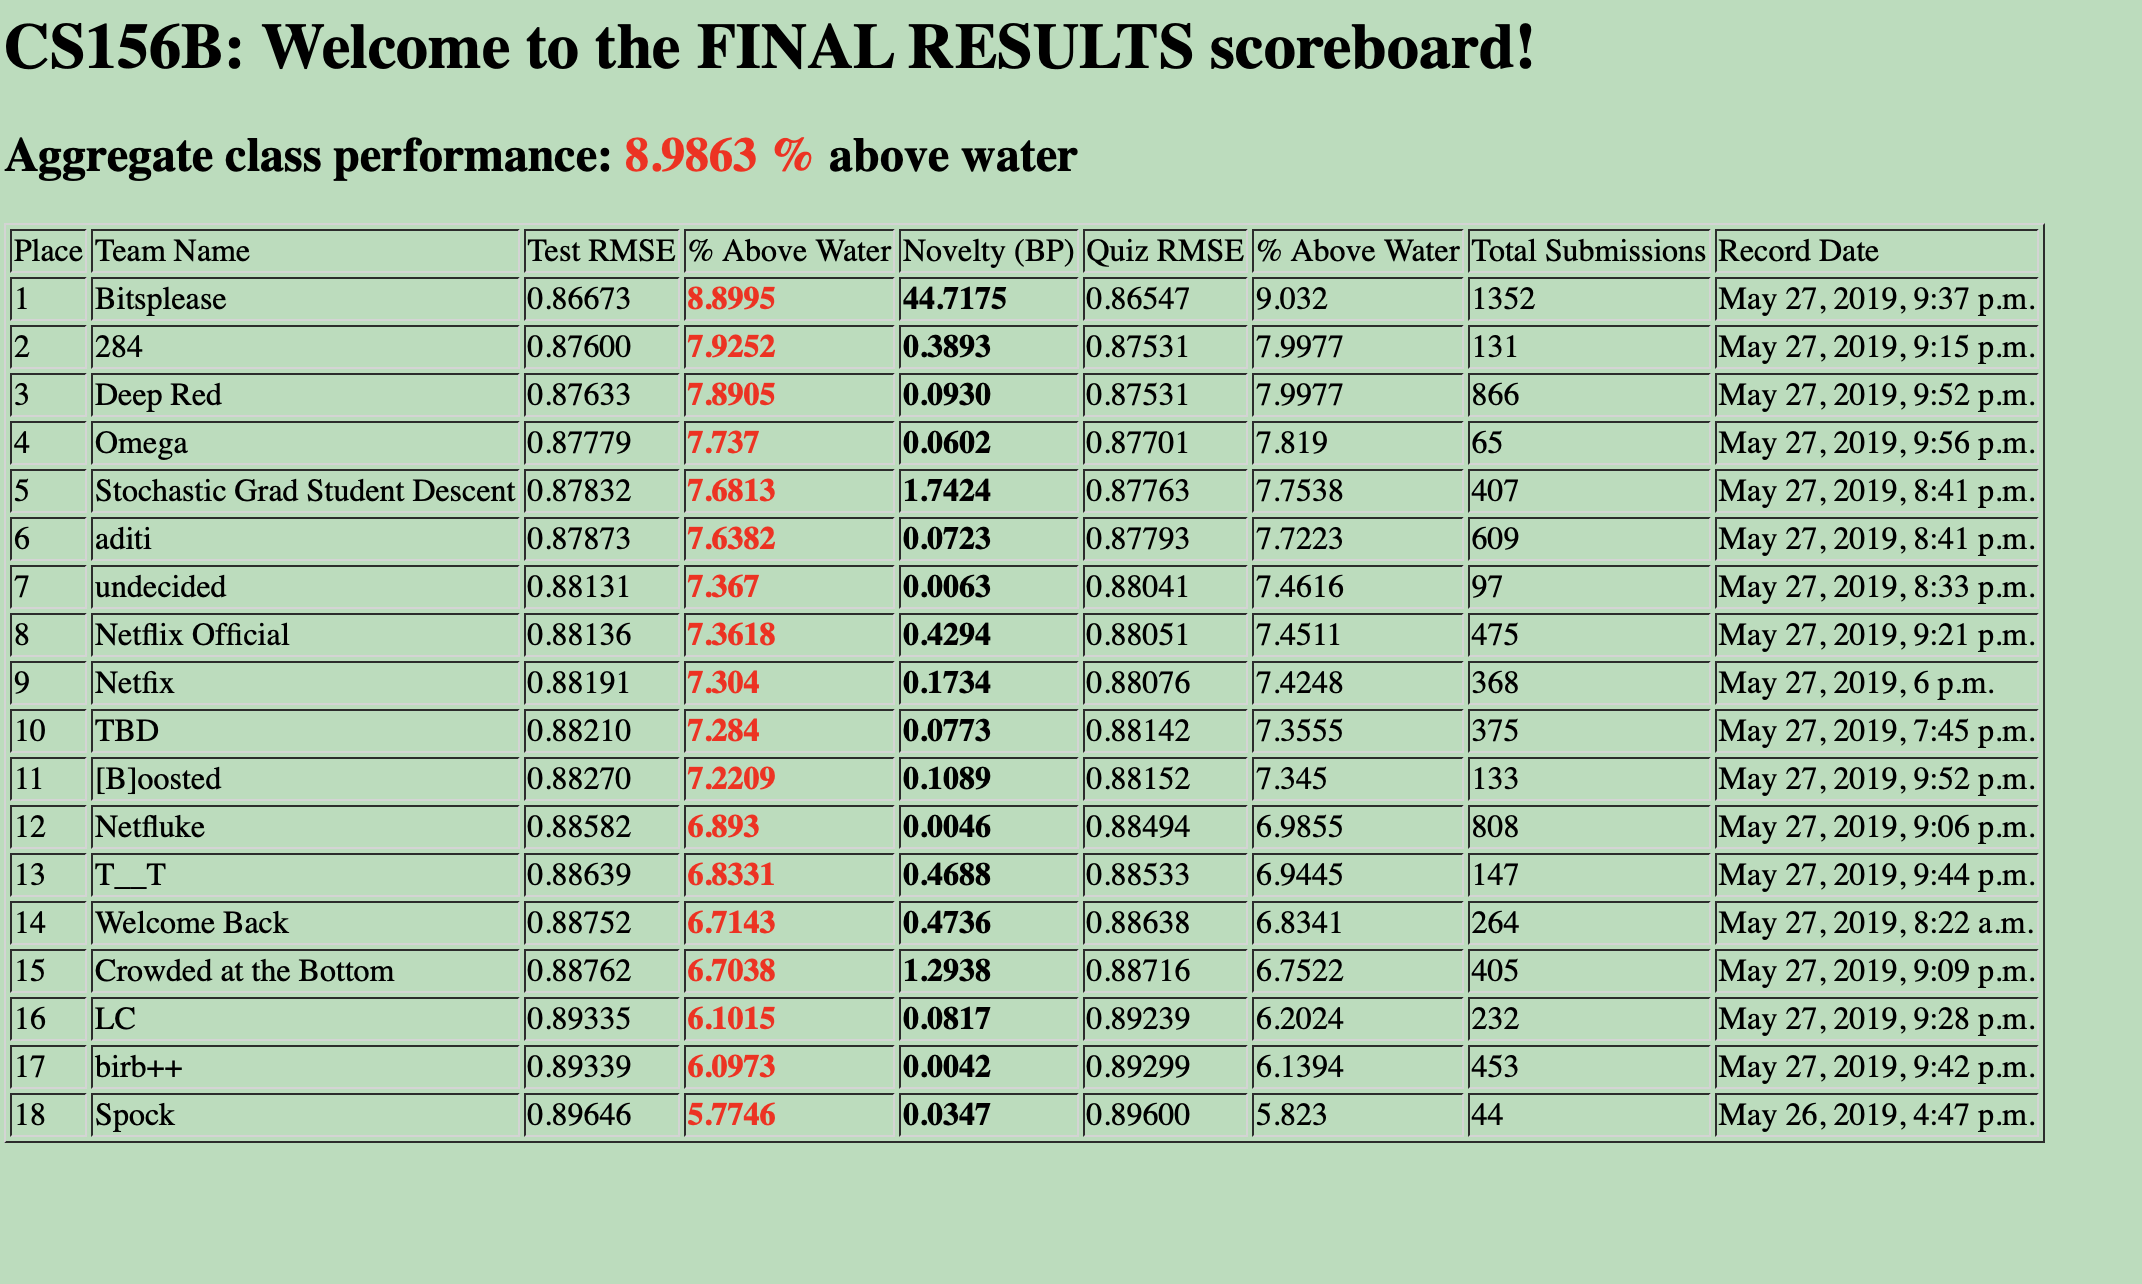 CS156B: Welcome to the FINAL RESULTS scoreboard!
Aggregate class performance: 8.9863 % above water
Place Team Name Test RMSE % Above Water Novelty (BP) Quiz RMSE % Above Water Total Submissions Record Date
1 Bitsplease 0.86673 8.8995 44.7175 0.86547 9.032 1352 May 27, 2019, 9:37 p.m.
2 284 0.87600 7.9252 0.3893 0.87531 7.9977 131 May 27, 2019, 9:15 p.m.
3 Deep Red 0.87633 7.8905 0.0930 0.87531 7.9977 866 May 27, 2019, 9:52 p.m.
4 Omega 0.87779 7.737 0.0602 0.87701 7.819 65 May 27, 2019, 9:56 p.m.
5 Stochastic Grad Student Descent 0.87832 7.6813 1.7424 0.87763 7.7538 407 May 27, 2019, 8:41 p.m.
6 aditi 0.87873 7.6382 0.0723 0.87793 7.7223 609 May 27, 2019, 8:41 p.m.
7 undecided 0.88131 7.367 0.0063 0.88041 7.4616 97 May 27, 2019, 8:33 p.m.
8 Netflix Official 0.88136 7.3618 0.4294 0.88051 7.4511 475 May 27, 2019, 9:21 p.m.
9 Netfix 0.88191 7.304 0.1734 0.88076 7.4248 368 May 27, 2019, 6 p.m.
10 TBD 0.88210 7.284 0.0773 0.88142 7.3555 375 May 27, 2019, 7:45 p.m.
11 [B]oosted 0.88270 7.2209 0.1089 0.88152 7.345 133 May 27, 2019, 9:52 p.m.
12 Netfluke 0.88582 6.893 0.0046 0.88494 6.9855 808 May 27, 2019, 9:06 p.m.
13 T__T 0.88639 6.8331 0.4688 0.88533 6.9445 147 May 27, 2019, 9:44 p.m.
14 Welcome Back 0.88752 6.7143 0.4736 0.88638 6.8341 264 May 27, 2019, 8:22 a.m.
15 Crowded at the Bottom 0.88762 6.7038 1.2938 0.88716 6.7522 405 May 27, 2019, 9:09 p.m.
16 LC 0.89335 6.1015 0.0817 0.89239 6.2024 232 May 27, 2019, 9:28 p.m.
17 birb++ 0.89339 6.0973 0.0042 0.89299 6.1394 453 May 27, 2019, 9:42 p.m.
18 Spock 0.89646 5.7746 0.0347 0.89600 5.823 44 May 26, 2019, 4:47 p.m.